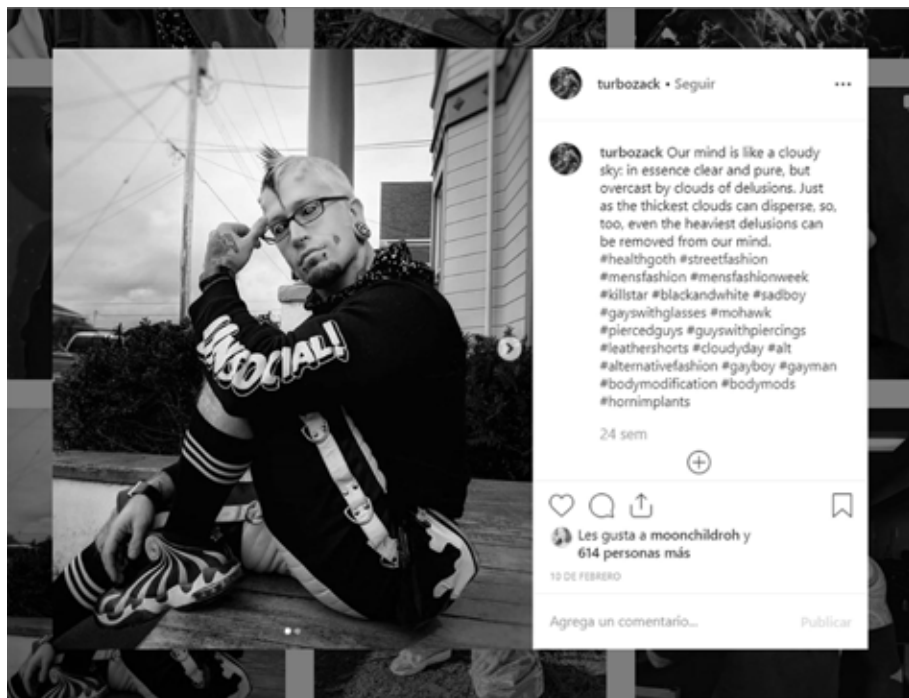 UNSOCIAL!
turbozack • Seguir
turbozack Our mind is like a cloudy
sky: in essence clear and pure, but
overcast by clouds of delusions. Just
as the thickest clouds can disperse, so,
too, even the heaviest delusions can
be removed from our mind.
#healthgoth #streetfashion
#mensfashion #mensfashionweek
#killstar #blackandwhite #sadboy
#gayswithglasses #mohawk
#piercedguys #guyswithpiercings
#leathershorts #cloudyday #alt
#alternativefashion #gayboy #gayman
#bodymodification #bodymods
#hornimplants
24 sem
Les gusta a moonchildroh y
614 personas más
10 DE FEBRERO
Agrega un comentario... Publicar